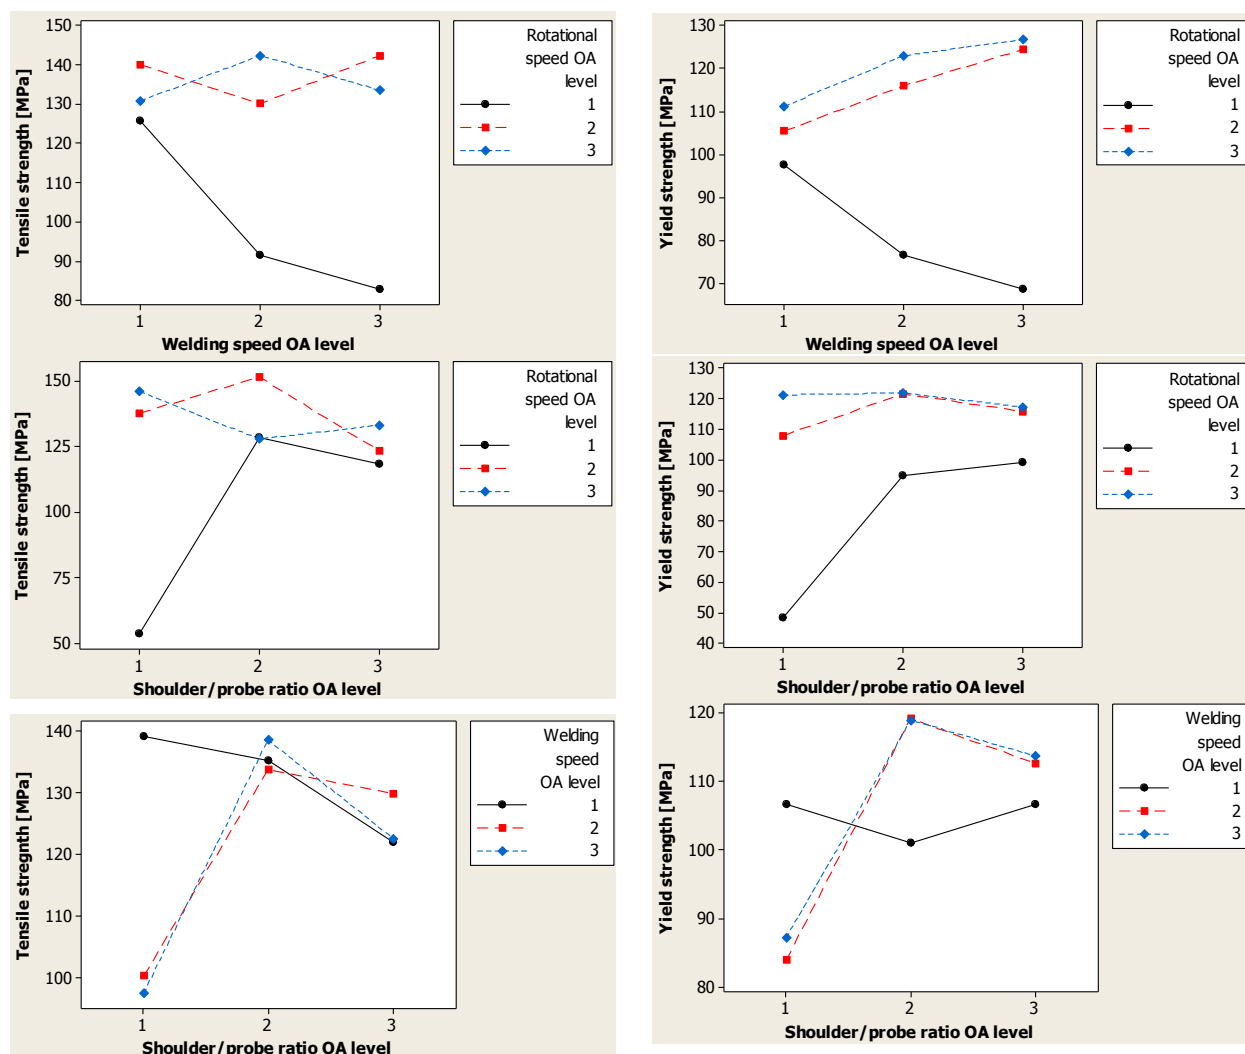 Tensile strength [MPa]
150
140
130
120
110
100
90
80
1 2 3
Welding speed OA level
Rotational
speed OA
level
1
2
3
Yield strength [MPa]
130
120
110
100
90
80
70
1 2 3
Welding speed OA level
Rotational
speed OA
level
1
2
3
Tensile strength [MPa]
150
125
100
75
50
1 2 3
Shoulder/probe ratio OA level
Rotational
speed OA
level
1
2
3
Yield strength [MPa]
130
120
110
100
90
80
70
60
50
40
1 2 3
Shoulder/probe ratio OA level
Rotational
speed OA
level
1
2
3
Tensile stregnth [MPa]
140
130
120
110
100
1 2 3
Shoulder/probe ratio OA level
Welding
speed
OA level
1
2
3
Yield strength [MPa]
120
110
100
90
80
1 2 3
Shoulder/probe ratio OA level
Welding
speed
OA level
1
2
3